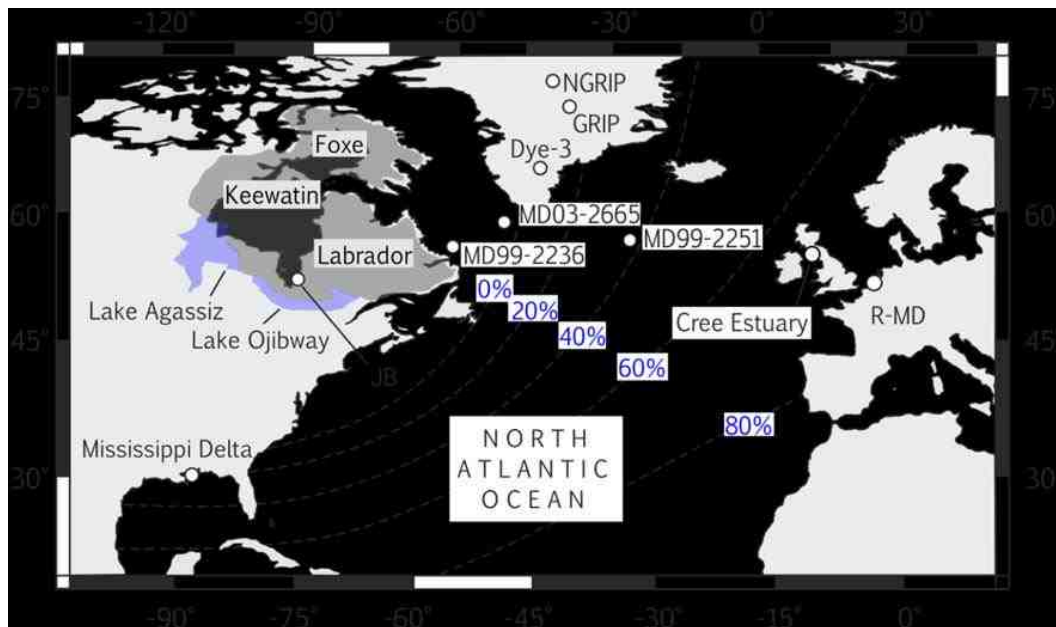 -120° -90° -60° -30° 0° 30°
75° 75°
NGRIP
GRIP
Foxe
Dye-3
Keewatin
60° 60°
MD03-2665
MD99-2251
MD99-2236
Labrador
0%
Lake Agassiz
20%
R-MD
Cree Estuary
40%
Lake Ojibway
45° 45°
60%
JB
80%
NORTH
ATLANTIC
OCEAN
Mississippi Delta
30° 30°
-90° -75° -60° -45° -30° -15° 0°